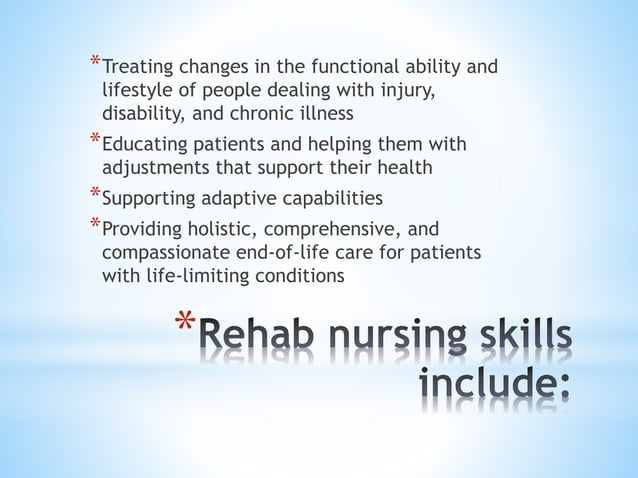 *Treating changes in the functional ability and
lifestyle of people dealing with injury,
disability, and chronic illness
*Educating patients and helping them with
adjustments that support their health
*Supporting adaptive capabilities
*Providing holistic, comprehensive, and
compassionate end-of-life care for patients
with life-limiting conditions
*Rehab nursing skills
include: